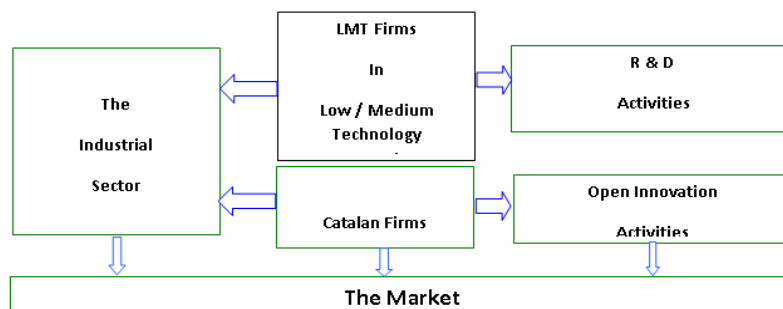 LMT Firms
In
Low / Medium
Technology
The
Industrial
Sector
R & D
Activities
Catalan Firms
Open Innovation
Activities
The Market